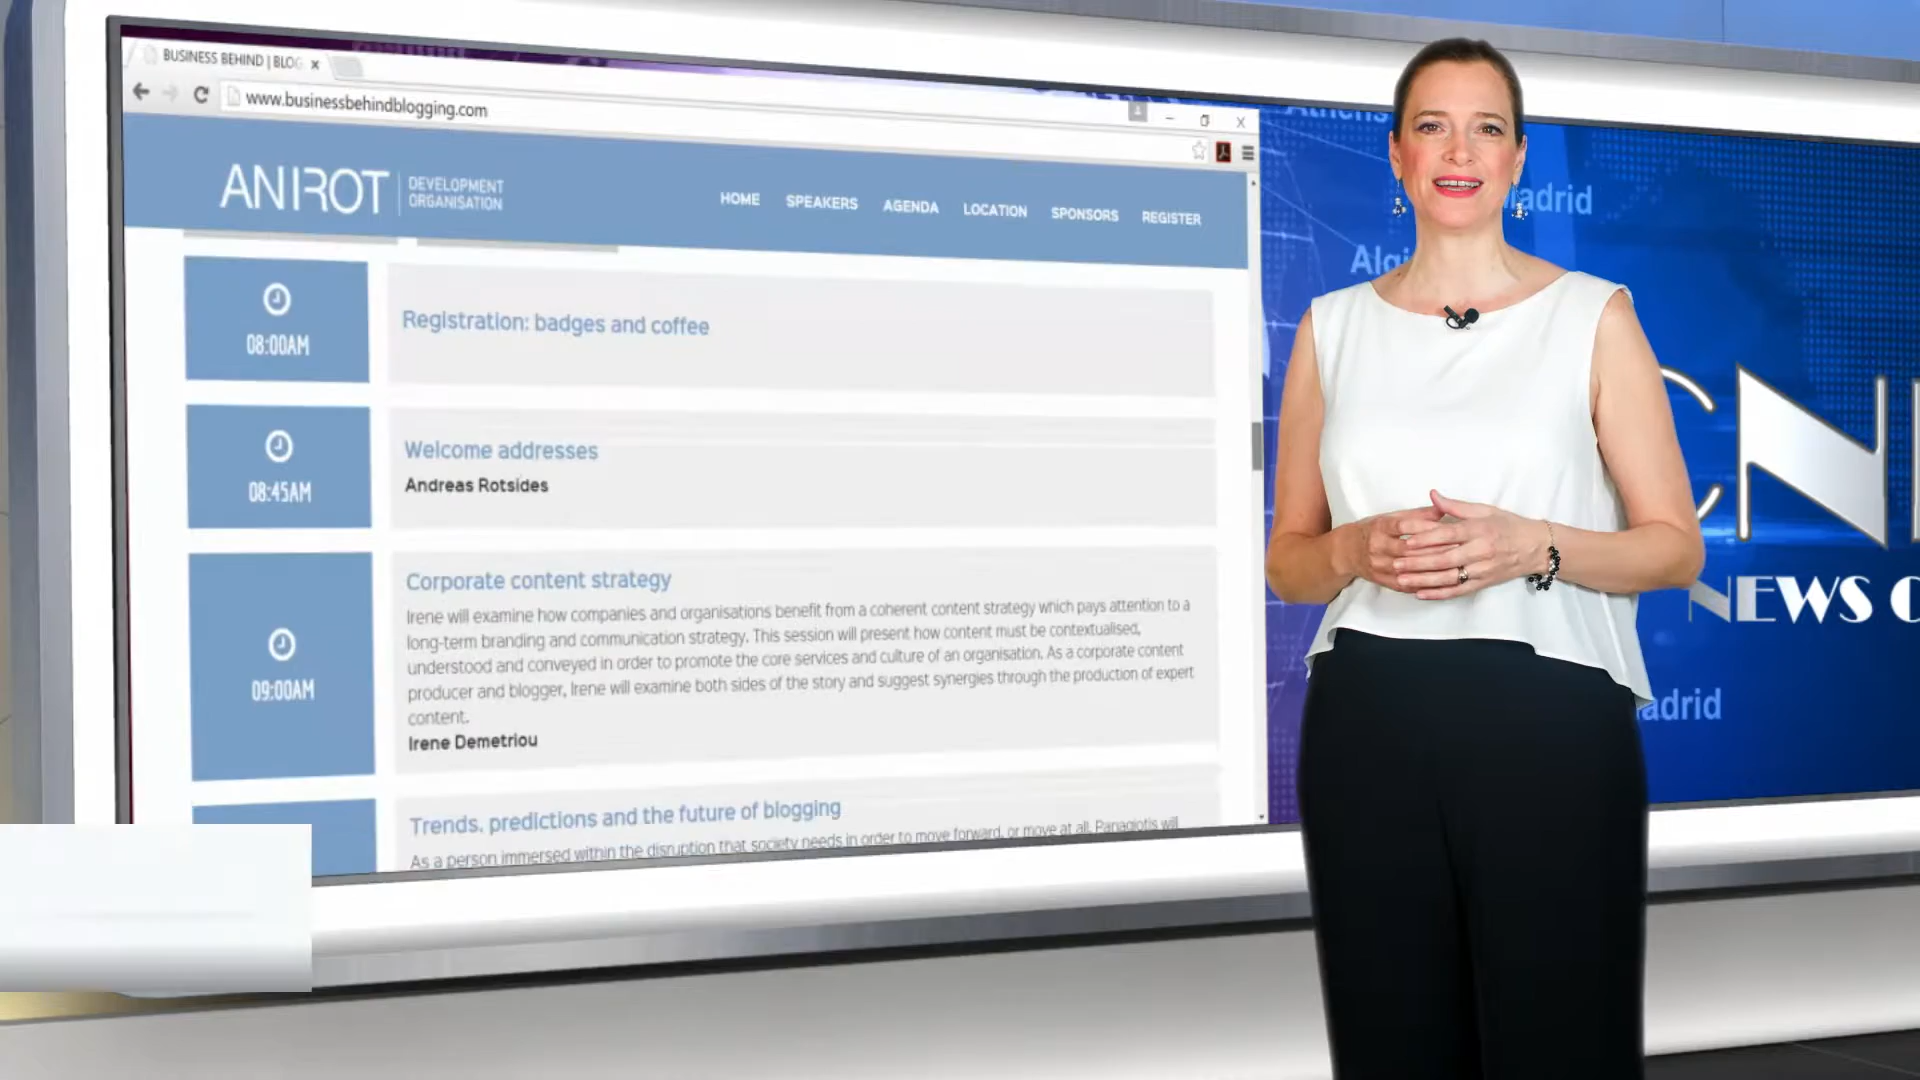 BUSINESS BEHIND | BLOG
www.businessbehindblogging.com
ANIROT
DEVELOPMENT
ORGANISATION
HOME SPEAKERS AGENDA LOCATION SPONSORS REGISTER
08:00AM
Registration: badges and coffee
08:45AM
Welcome addresses
Andreas Rotsides
09:00AM
Corporate content strategy
Irene will examine how companies and organisations benefit from a coherent content strategy which pays attention to a
long-term branding and communication strategy. This session will present how content must be contextualised,
understood and conveyed in order to promote the core services and culture of an organisation. As a corporate content
producer and blogger, Irene will examine both sides of the story and suggest synergies through the production of expert
content.
Irene Demetriou
Trends, predictions and the future of blogging
As a person immersed within the disruption that society needs in order to move forward, or move at all, Panagiotis will
Athens
Madrid
Algi
CN
NEWS
adrid